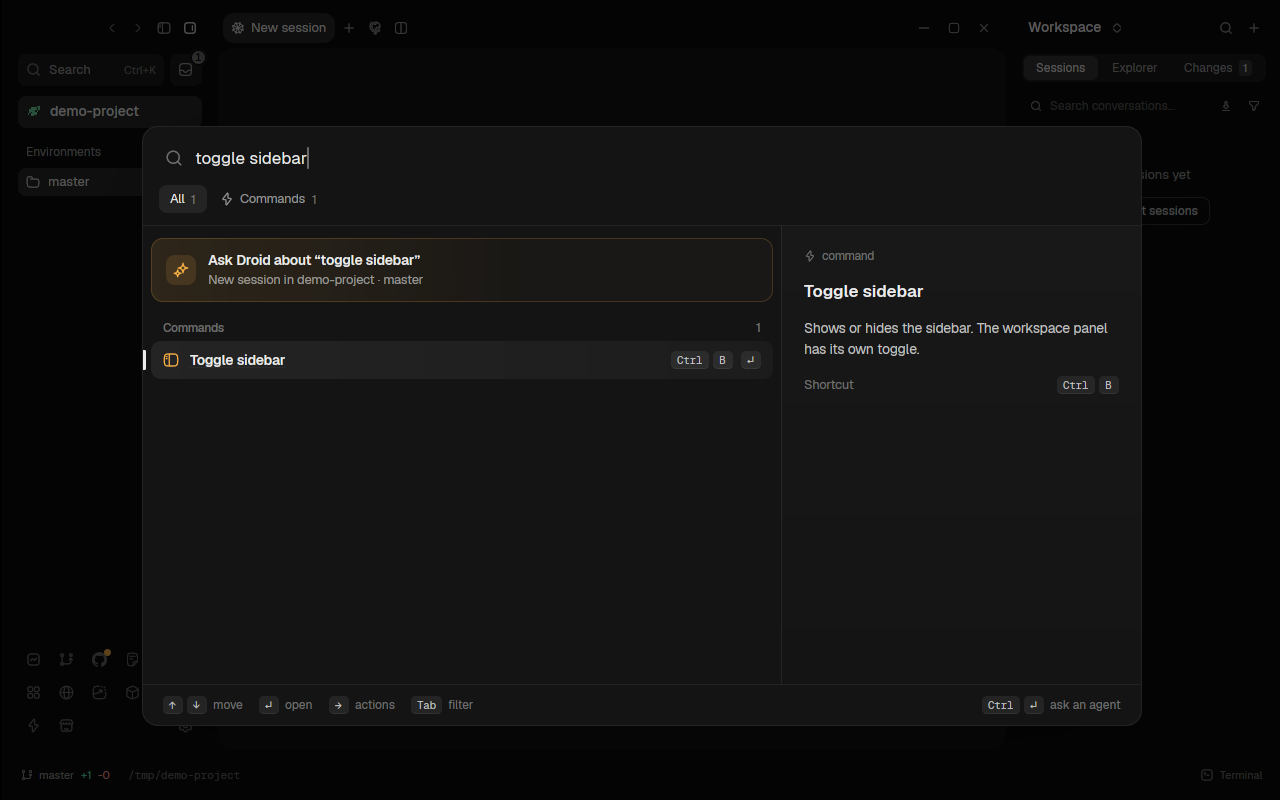 New session
Workspace
Search Ctrl+K
1
Sessions Explorer Changes 1
demo-project
Search conversations...
Environments
master
toggle sidebar
All 1 Commands 1
Ask Droid about “toggle sidebar”
New session in demo-project · master
Commands 1
Toggle sidebar Ctrl B
command
Toggle sidebar
Shows or hides the sidebar. The workspace panel
has its own toggle.
Shortcut Ctrl B
yet
sessions
move open actions Tab filter
Ctrl ask an agent
master +1 -0 /tmp/demo-project
Terminal